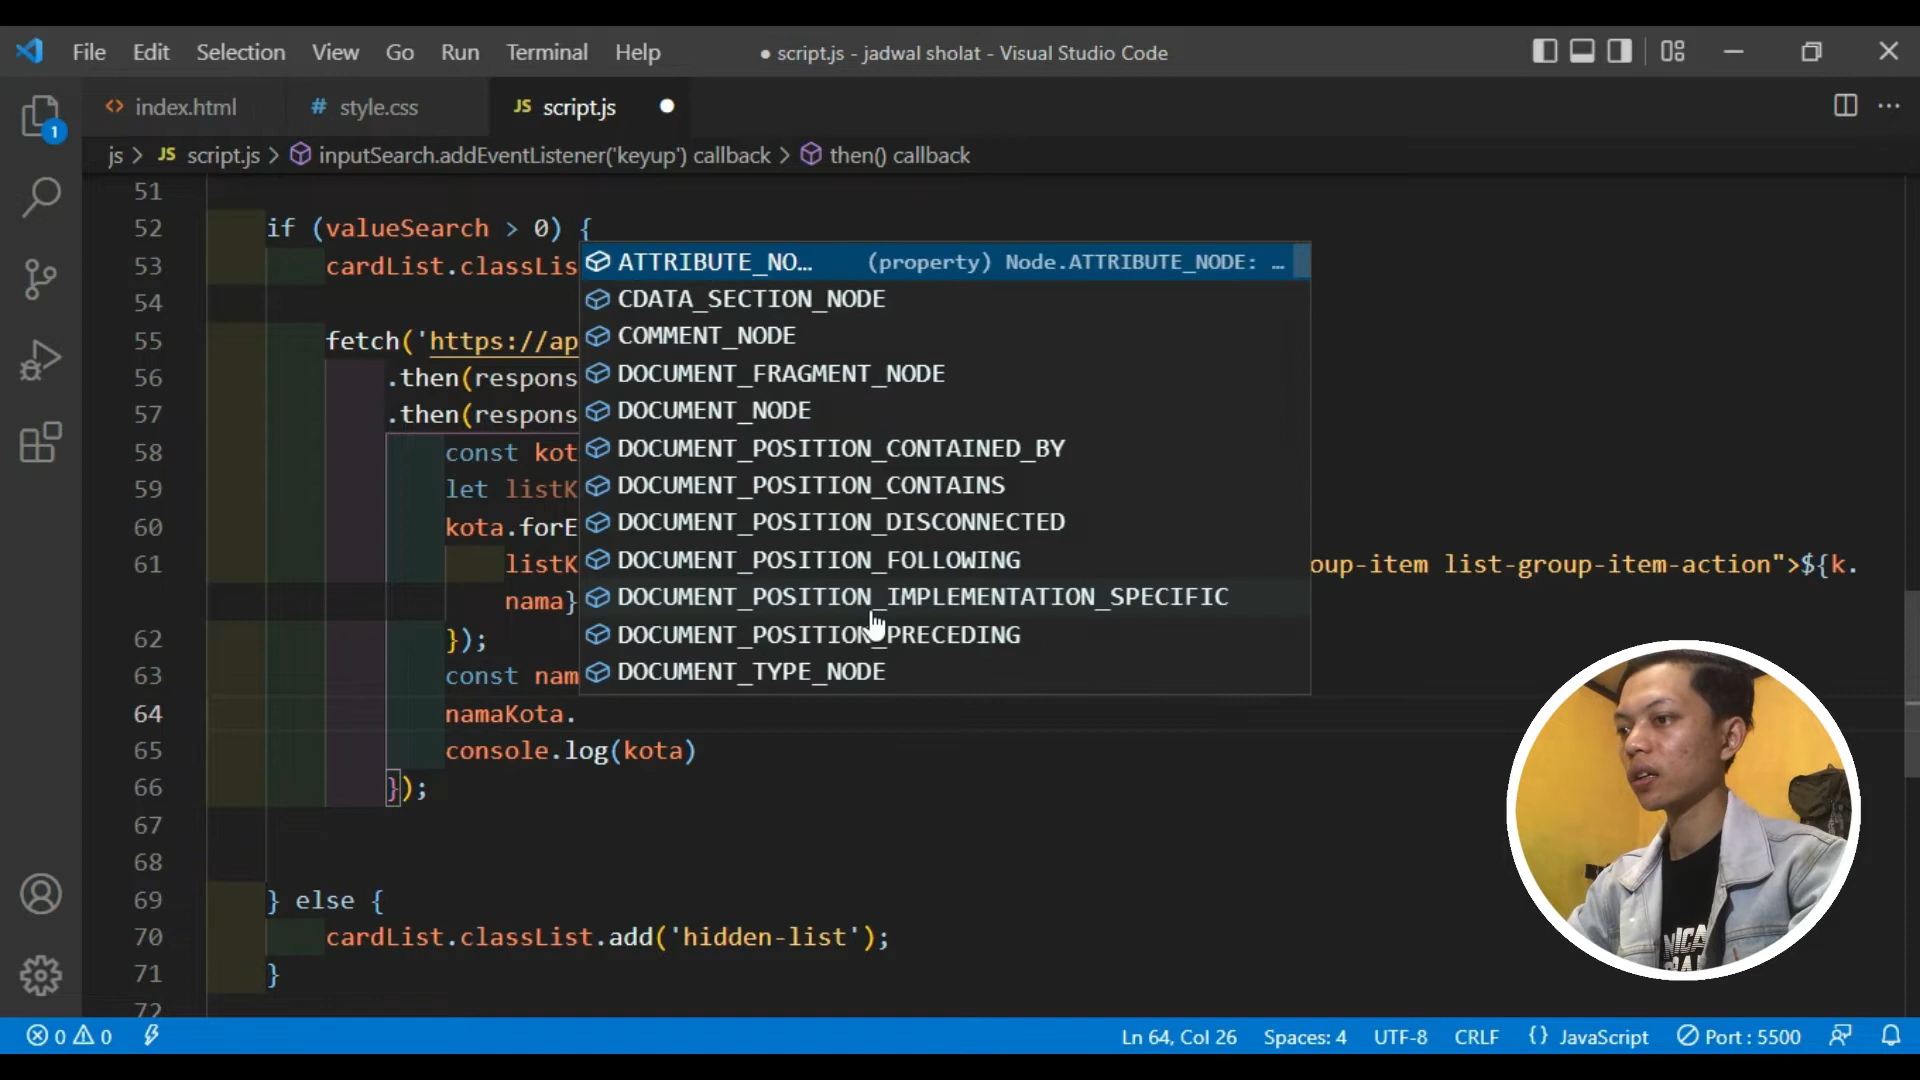 File Edit Selection View Go Run Terminal Help ● script.js - jadwal sholat - Visual Studio Code
<> index.html # style.css JS script.js
js > JS script.js > inputSearch.addEventListener('keyup') callback > then() callback
1
51
52 if (valueSearch > 0) {
53 cardList.classLis
ATTRIBUTE_NO… (property) Node.ATTRIBUTE_NODE: …
54
CDATA_SECTION_NODE
COMMENT_NODE
55 fetch('https://ap
DOCUMENT_FRAGMENT_NODE
56 .then(respons
DOCUMENT_NODE
57 .then(respons
DOCUMENT_POSITION_CONTAINED_BY
58 const kot
DOCUMENT_POSITION_CONTAINS
59 let listK
DOCUMENT_POSITION_DISCONNECTED
60 kota.forE
DOCUMENT_POSITION_FOLLOWING
61 listK
oup-item list-group-item-action">${k.
nama}
DOCUMENT_POSITION_IMPLEMENTATION_SPECIFIC
DOCUMENT_POSITION_PRECEDING
62 });
DOCUMENT_TYPE_NODE
63 const nam
64 namaKota.
65 console.log(kota)
66 });
67
68
69 } else {
70 cardList.classList.add('hidden-list');
71 }
72
0 0 Ln 64, Col 26 Spaces: 4 UTF-8 CRLF {} JavaScript Port : 5500